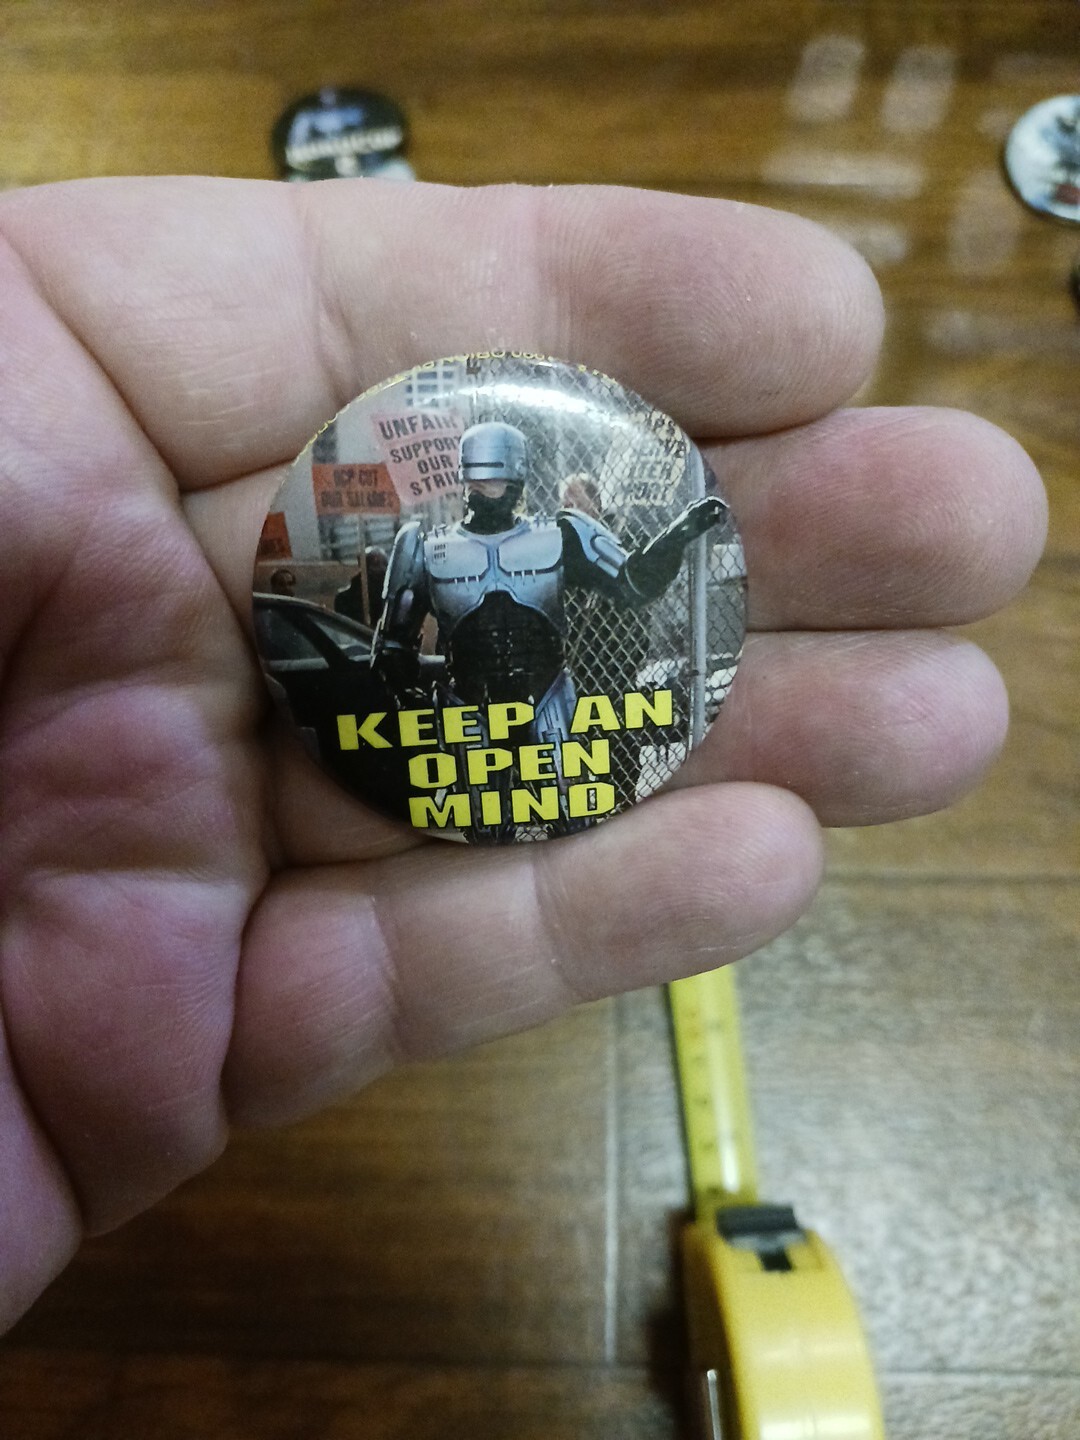 UNFAIR
SUPPORT
OUR
STRIKE
OCP CUT
OUR SALARIES
KEEP AN
OPEN
MIND